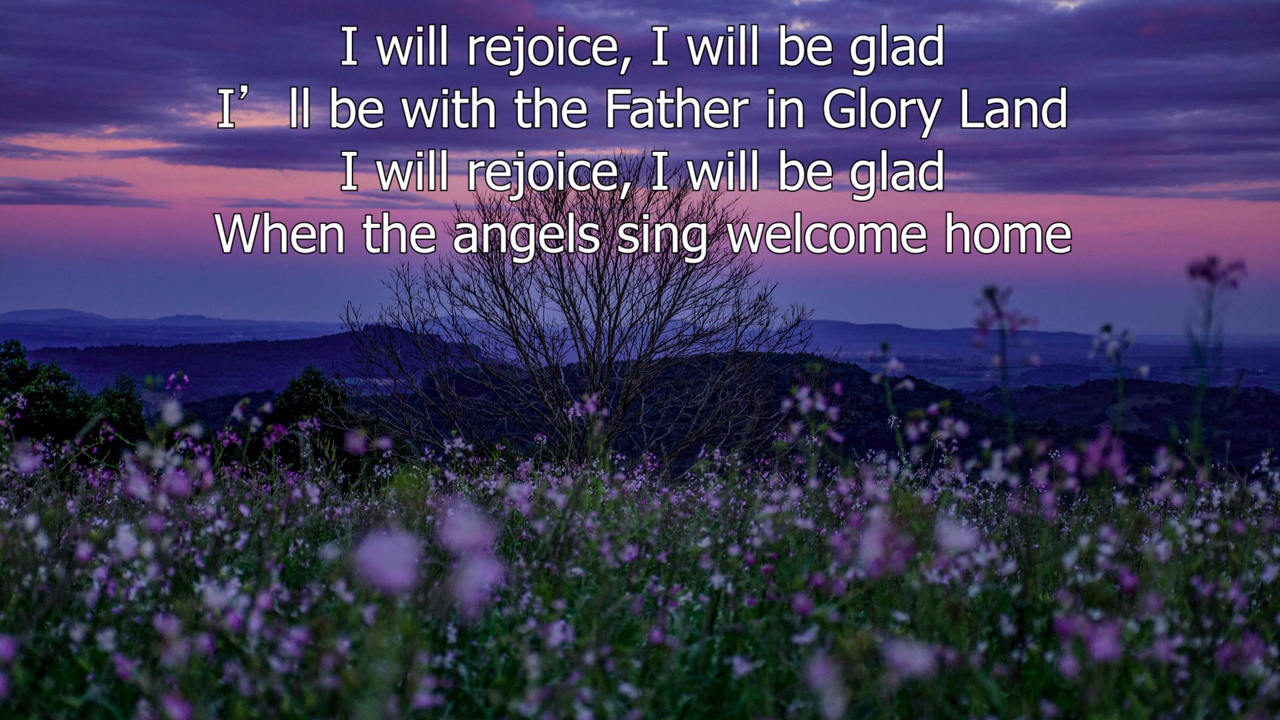 I will rejoice, I will be glad
I’ll be with the Father in Glory Land
I will rejoice, I will be glad
When the angels sing welcome home